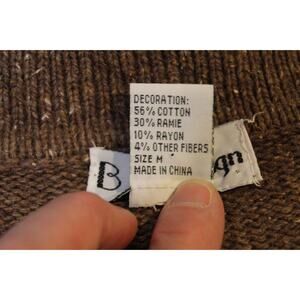 DECORATION:
56% COTTON
30% RAMIE
10% RAYON
4% OTHER FIBERS
SIZE M
MADE IN CHINA